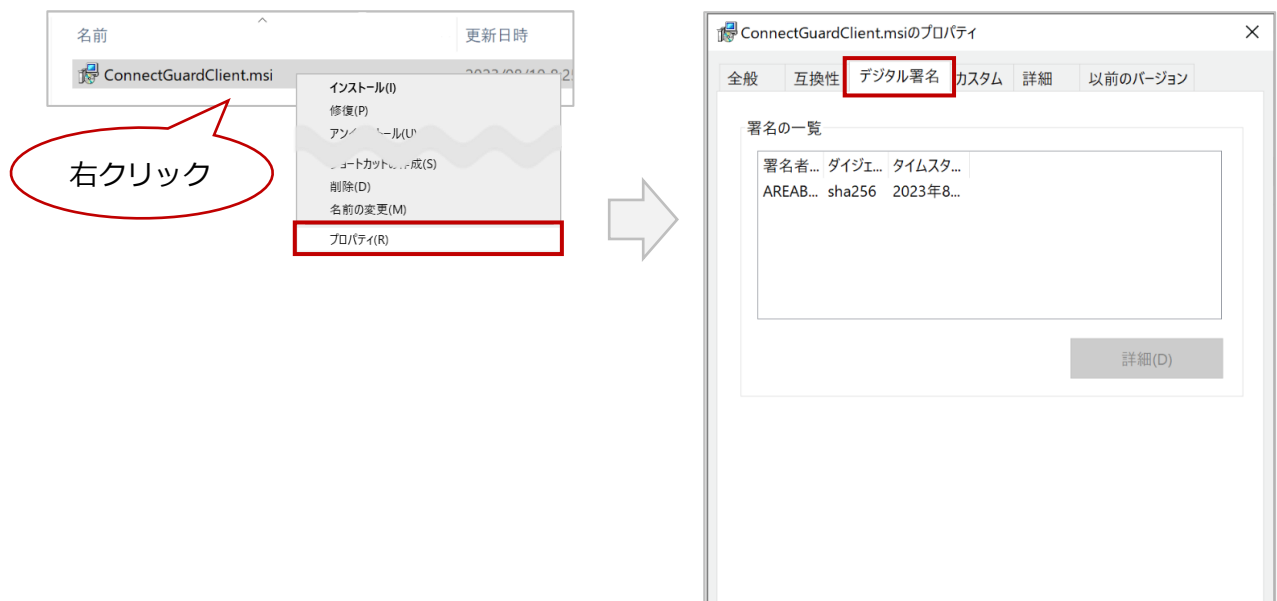 名前 更新日時
ConnectGuardClient.msi
インストール(I)
修復(P)
削除(D)
名前の変更(M)
プロパティ(R)
右クリック
ConnectGuardClient.msiのプロパティ
全般 互換性 デジタル署名 カスタム 詳細 以前のバージョン
署名の一覧
署名者... ダイジェ... タイムスタ...
AREAB... sha256 2023年8...
詳細(D)